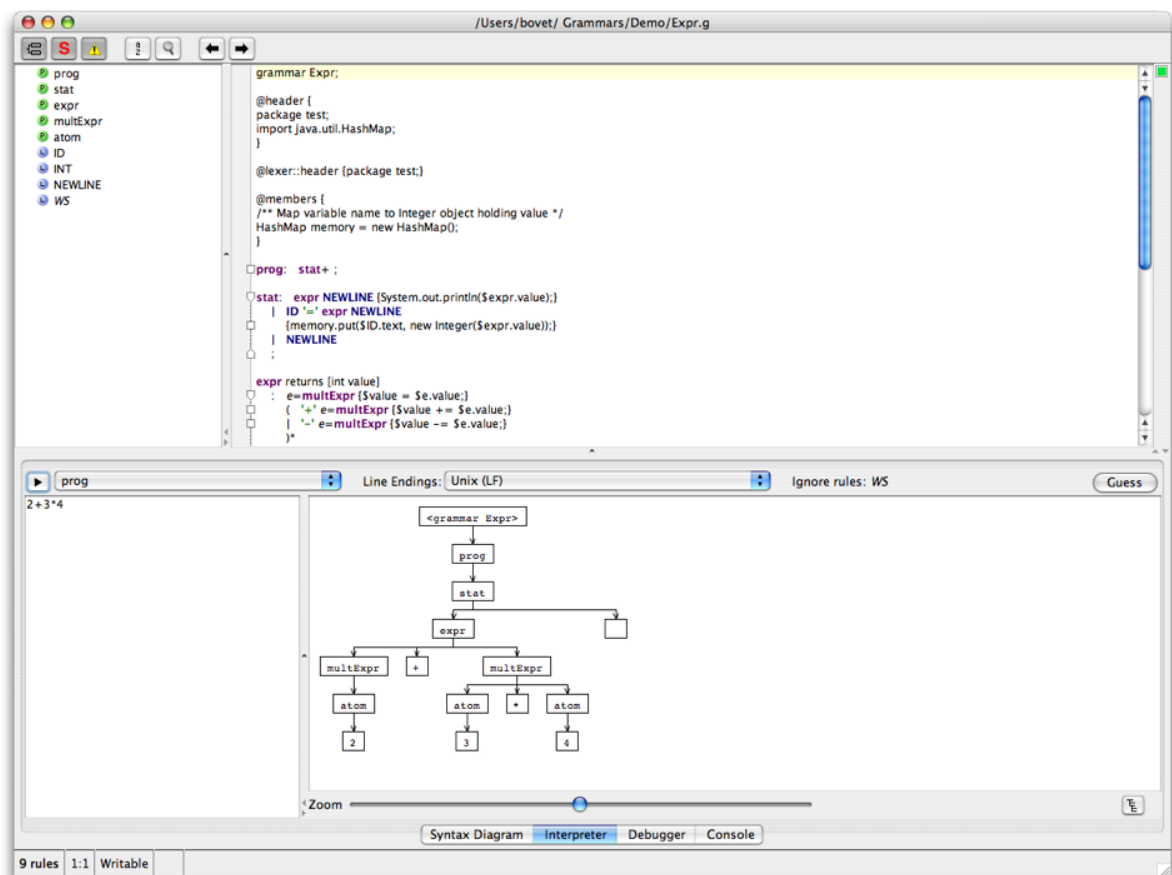 /Users/bovet/ Grammars/Demo/Expr.g
S
prog
stat
expr
multExpr
atom
ID
INT
NEWLINE
WS
grammar Expr;
@header {
package test;
import java.util.HashMap;
}
@lexer::header {package test;}
@members {
/** Map variable name to Integer object holding value */
HashMap memory = new HashMap();
}
prog: stat+ ;
stat: expr NEWLINE {System.out.println($expr.value);}
| ID '=' expr NEWLINE
{memory.put($ID.text, new Integer($expr.value));}
| NEWLINE
;
expr returns [int value]
: e=multExpr {$value = $e.value;}
( '+' e=multExpr {$value += $e.value;}
| '-' e=multExpr {$value -= $e.value;}
)*
prog Line Endings: Unix (LF) Ignore rules: WS Guess
2+3*4
<grammar Expr>
prog
stat
expr
multExpr + multExpr
atom atom * atom
2 3 4
Zoom
Syntax Diagram Interpreter Debugger Console
9 rules 1:1 Writable